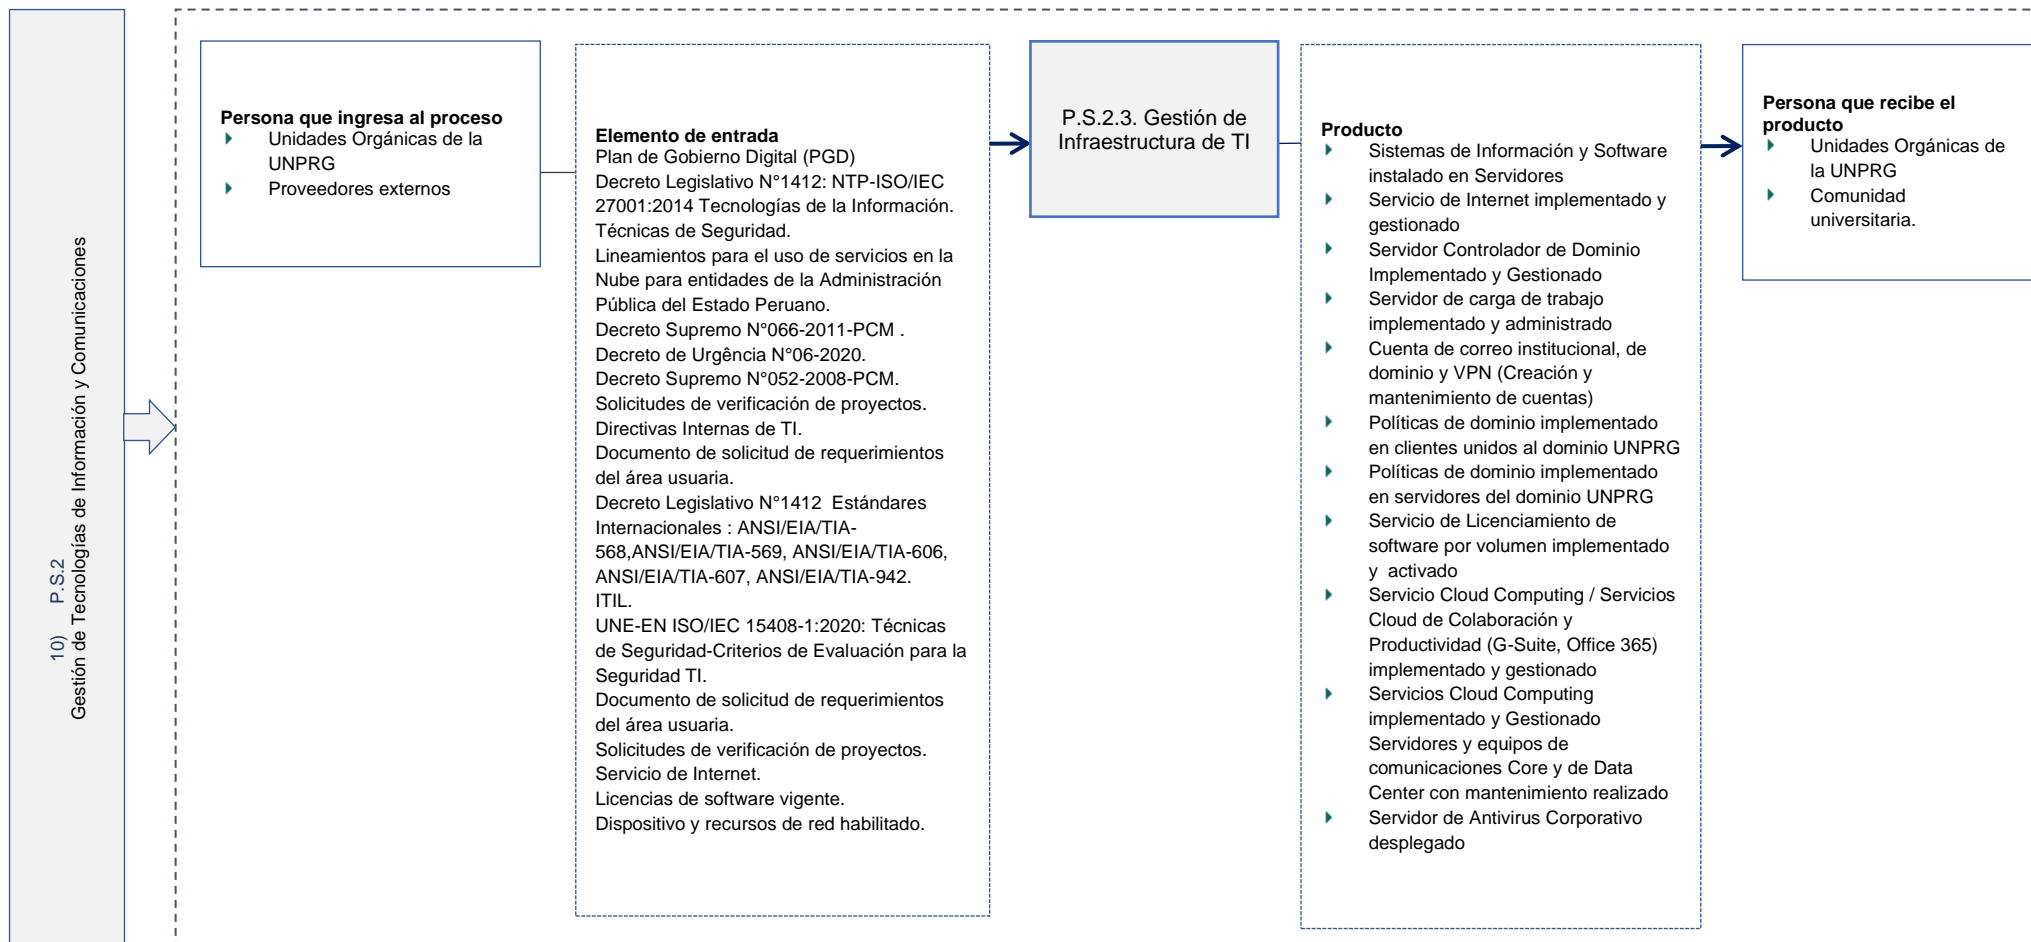 10) P.S.2
Gestión de Tecnologías de Información y Comunicaciones
Persona que ingresa al proceso
Unidades Orgánicas de la
UNPRG
Proveedores externos
Elemento de entrada
Plan de Gobierno Digital (PGD)
Decreto Legislativo N°1412: NTP-ISO/IEC
27001:2014 Tecnologías de la Información.
Técnicas de Seguridad.
Lineamientos para el uso de servicios en la
Nube para entidades de la Administración
Pública del Estado Peruano.
Decreto Supremo N°066-2011-PCM .
Decreto de Urgência N°06-2020.
Decreto Supremo N°052-2008-PCM.
Solicitudes de verificación de proyectos.
Directivas Internas de TI.
Documento de solicitud de requerimientos
del área usuaria.
Decreto Legislativo N°1412  Estándares
Internacionales : ANSI/EIA/TIA-
568,ANSI/EIA/TIA-569, ANSI/EIA/TIA-606,
ANSI/EIA/TIA-607, ANSI/EIA/TIA-942.
ITIL.
UNE-EN ISO/IEC 15408-1:2020: Técnicas
de Seguridad-Criterios de Evaluación para la
Seguridad TI.
Documento de solicitud de requerimientos
del área usuaria.
Solicitudes de verificación de proyectos.
Servicio de Internet.
Licencias de software vigente.
Dispositivo y recursos de red habilitado.
P.S.2.3. Gestión de
Infraestructura de TI
Producto
Sistemas de Información y Software
instalado en Servidores
Servicio de Internet implementado y
gestionado
Servidor Controlador de Dominio
Implementado y Gestionado
Servidor de carga de trabajo
implementado y administrado
Cuenta de correo institucional, de
dominio y VPN (Creación y
mantenimiento de cuentas)
Políticas de dominio implementado
en clientes unidos al dominio UNPRG
Políticas de dominio implementado
en servidores del dominio UNPRG
Servicio de Licenciamiento de
software por volumen implementado
y  activado
Servicio Cloud Computing / Servicios
Cloud de Colaboración y
Productividad (G-Suite, Office 365)
implementado y gestionado
Servicios Cloud Computing
implementado y Gestionado
Servidores y equipos de
comunicaciones Core y de Data
Center con mantenimiento realizado
Servidor de Antivirus Corporativo
desplegado
Persona que recibe el
producto
Unidades Orgánicas de
la UNPRG
Comunidad
universitaria.